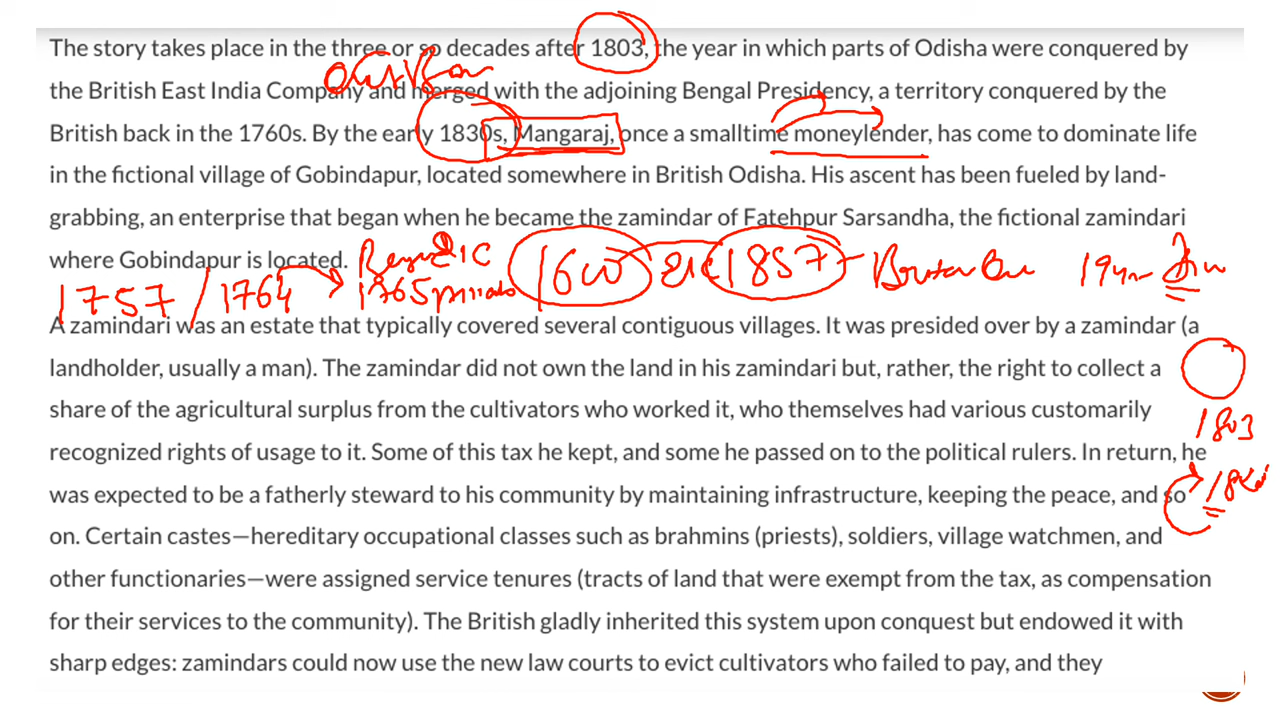 The story takes place in the three or so decades after 1803, the year in which parts of Odisha were conquered by
the British East India Company and merged with the adjoining Bengal Presidency, a territory conquered by the
British back in the 1760s. By the early 1830s, Mangaraj, once a smalltime moneylender, has come to dominate life
in the fictional village of Gobindapur, located somewhere in British Odisha. His ascent has been fueled by land-
grabbing, an enterprise that began when he became the zamindar of Fatehpur Sarsandha, the fictional zamindari
where Gobindapur is located.
1757 / 1764 1765 1600 EIC 1857
A zamindari was an estate that typically covered several contiguous villages. It was presided over by a zamindar (a
landholder, usually a man). The zamindar did not own the land in his zamindari but, rather, the right to collect a
share of the agricultural surplus from the cultivators who worked it, who themselves had various customarily
1803
recognized rights of usage to it. Some of this tax he kept, and some he passed on to the political rulers. In return, he
was expected to be a fatherly steward to his community by maintaining infrastructure, keeping the peace, and so
on. Certain castes—hereditary occupational classes such as brahmins (priests), soldiers, village watchmen, and
other functionaries—were assigned service tenures (tracts of land that were exempt from the tax, as compensation
for their services to the community). The British gladly inherited this system upon conquest but endowed it with
sharp edges: zamindars could now use the new law courts to evict cultivators who failed to pay, and they